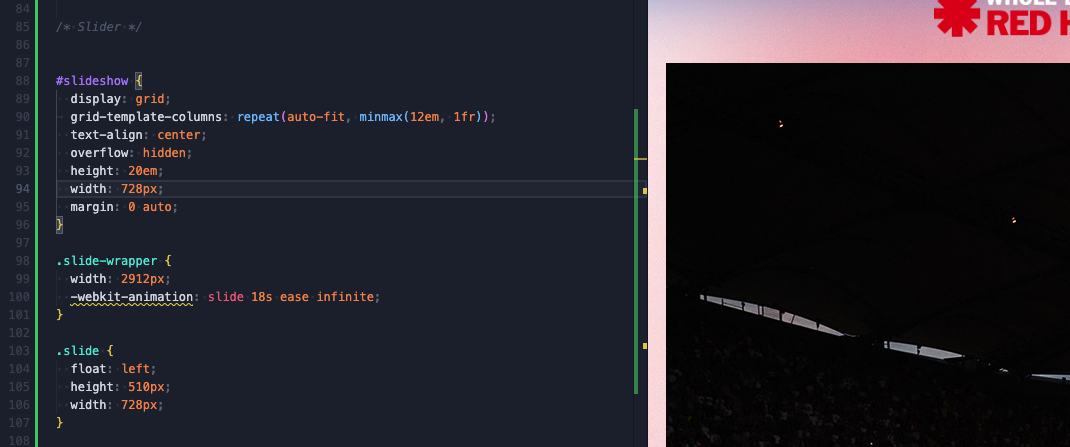 84
85 /* Slider */
86
87
88 #slideshow {
89 display: grid;
90 grid-template-columns: repeat(auto-fit, minmax(12em, 1fr));
91 text-align: center;
92 overflow: hidden;
93 height: 20em;
94 width: 728px;
95 margin: 0 auto;
96 }
97
98 .slide-wrapper {
99 width: 2912px;
100 -webkit-animation: slide 18s ease infinite;
101 }
102
103 .slide {
104 float: left;
105 height: 510px;
106 width: 728px;
107 }
108
RED